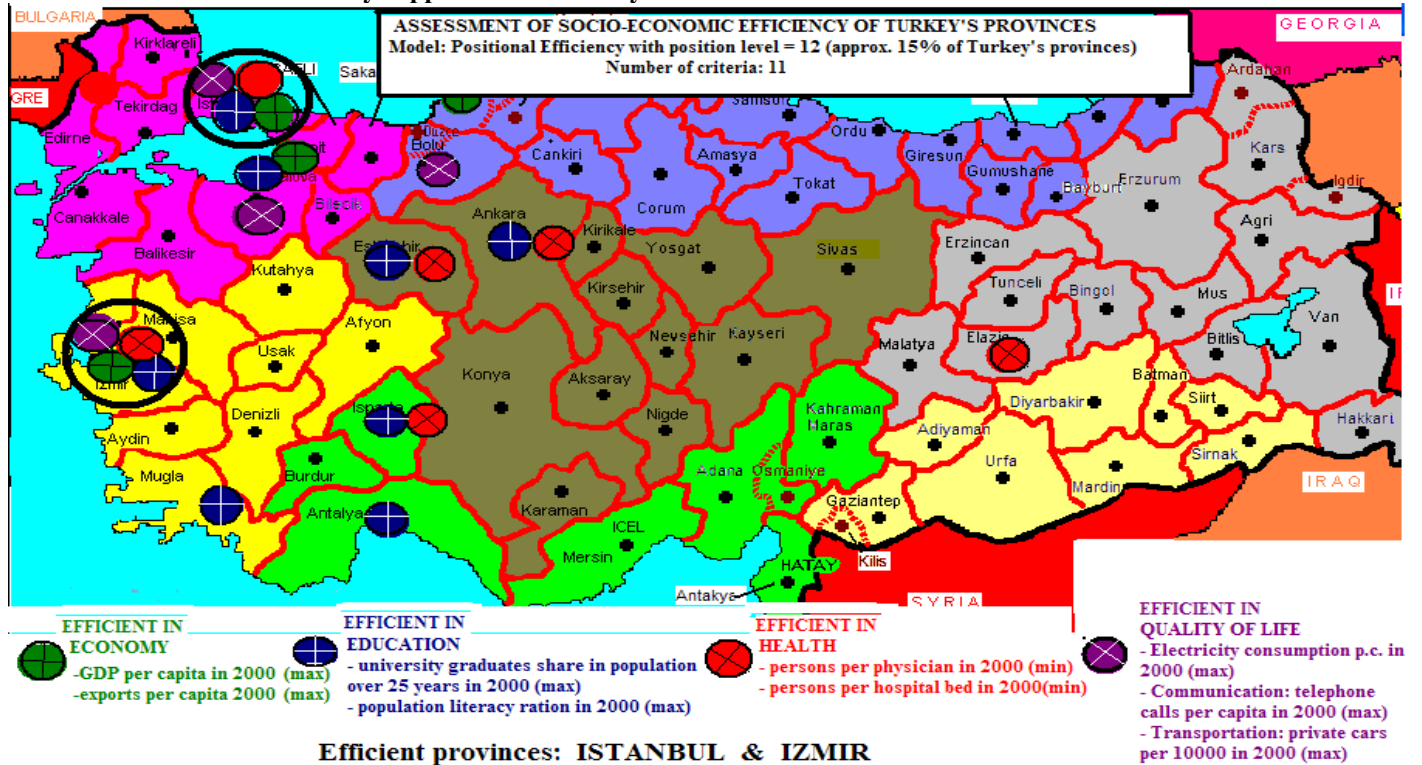 BULGARIA
ASSESSMENT OF SOCIO-ECONOMIC EFFICIENCY OF TURKEY'S PROVINCES
Model: Positional Efficiency with position level = 12 (approx. 15% of Turkey's provinces)
Number of criteria: 11
GEORGIA
Kirklareli
Saka
Ardahan
GRE
Tekirdag
Edirne
Samsun
Ordu
Duzce
Bolu
Cankiri
Amasya
Giresun
Kars
Tokat
Gumushane
Bayburt
Erzurum
Igdir
Canakkale
Bilecik
Corum
Ankara
Kirikale
Agri
Balikesir
Yosgat
Sivas
Erzincan
Kutahya
Kirsehir
Tunceli
Bingol
Mus
Afyon
Manisa
Nevsehir
Kayseri
Malatya
Elazig
Bitlis
Van
Usak
Izmir
Konya
Aksaray
Batman
Siirt
Diyarbakir
Isparta
Denizli
Kahraman
Maras
Nigde
Hakkari
Aydin
Adiyaman
Sirnak
Mugla
Burdur
Adana
Osmaniye
Urfa
Mardin
IRAQ
Antalya
Karaman
ICEL
Gaziantep
Mersin
Kilis
HATAY
Antakya
SYRIA
EFFICIENT IN
ECONOMY
-GDP per capita in 2000 (max)
-exports per capita 2000 (max)
EFFICIENT IN
EDUCATION
- university graduates share in population
over 25 years in 2000 (max)
- population literacy ration in 2000 (max)
EFFICIENT IN
HEALTH
- persons per physician in 2000 (min)
- persons per hospital bed in 2000(min)
EFFICIENT IN
QUALITY OF LIFE
- Electricity consumption p.c. in
2000 (max)
- Communication: telephone
calls per capita in 2000 (max)
- Transportation: private cars
per 10000 in 2000 (max)
Efficient provinces: ISTANBUL & IZMIR